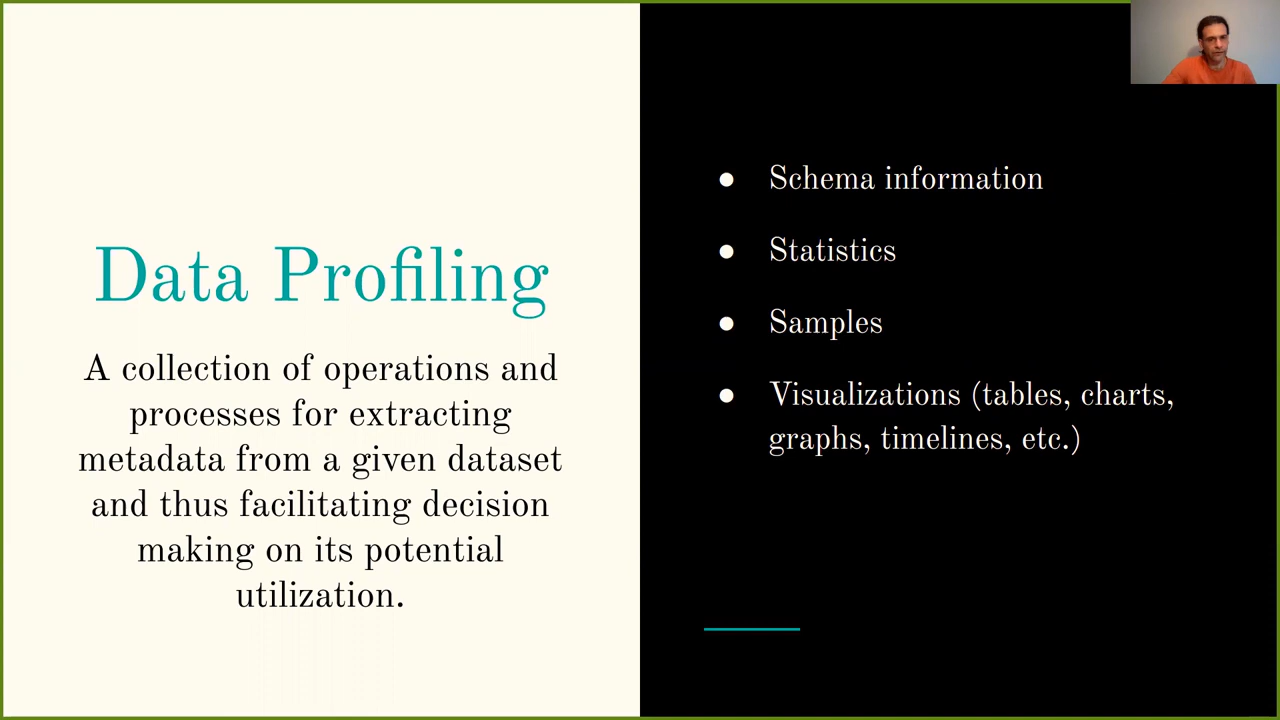 Data Profiling
A collection of operations and
processes for extracting
metadata from a given dataset
and thus facilitating decision
making on its potential
utilization.
● Schema information
● Statistics
● Samples
● Visualizations (tables, charts,
graphs, timelines, etc.)